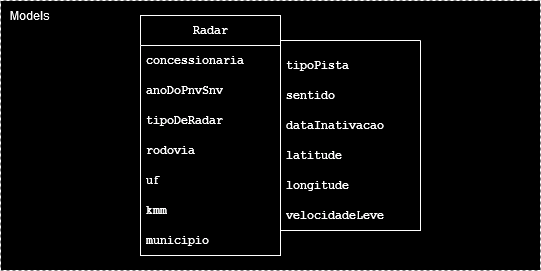 Models
Radar
concessionaria
anoDoPnvSnv
tipoDeRadar
rodovia
uf
kmm
municipio
tipoPista
sentido
dataInativacao
latitude
longitude
velocidadeLeve